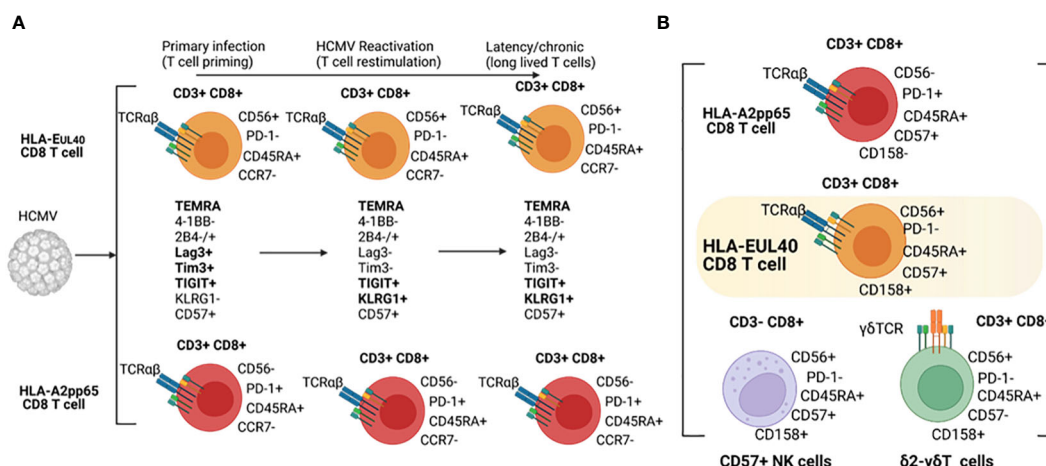 A
Primary infection
(T cell priming)
HCMV Reactivation
(T cell restimulation)
Latency/chronic
(long lived T cells)
CD3+ CD8+
CD3+ CD8+
CD3+ CD8+
HLA-EUL40
CD8 T cell
TCRαβ
CD56+
PD-1-
CD45RA+
CCR7-
TCRαβ
CD56+
PD-1-
CD45RA+
CCR7-
TCRαβ
CD56+
PD-1-
CD45RA+
CCR7-
HCMV
TEMRA
4-1BB-
2B4-/+
Lag3+
Tim3+
TIGIT+
KLRG1-
CD57+
TEMRA
4-1BB-
2B4-/+
Lag3-
Tim3-
TIGIT+
KLRG1+
CD57+
TEMRA
4-1BB-
2B4-/+
Lag3-
Tim3-
TIGIT+
KLRG1+
CD57+
HLA-A2pp65
CD8 T cell
CD3+ CD8+
TCRαβ
CD56-
PD-1+
CD45RA+
CCR7-
CD3+ CD8+
TCRαβ
CD56-
PD-1+
CD45RA+
CCR7-
CD3+ CD8+
TCRαβ
CD56-
PD-1+
CD45RA+
CCR7-
B
CD3+ CD8+
HLA-A2pp65
CD8 T cell
TCRαβ
CD56-
PD-1+
CD45RA+
CD57+
CD158-
CD3+ CD8+
HLA-EUL40
CD8 T cell
TCRαβ
CD56+
PD-1-
CD45RA+
CD57+
CD158+
CD3- CD8+
CD56+
PD-1-
CD45RA+
CD57+
CD158+
CD57+ NK cells
γδTCR
CD3+ CD8+
CD56+
PD-1-
CD45RA+
CD57-
CD158+
δ2-γδT cells